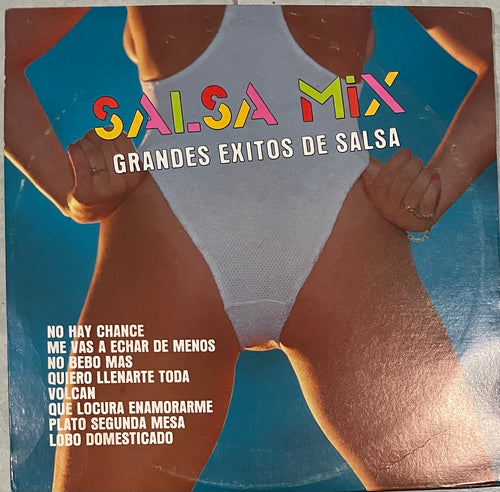 SALSA MiX
GRANDES EXITOS DE SALSA
NO HAY CHANCE
ME VAS A ECHAR DE MENOS
NO BEBO MAS
QUIERO LLENARTE TODA
VOLCAN
QUE LOCURA ENAMORARME
PLATO SEGUNDA MESA
LOBO DOMESTICADO